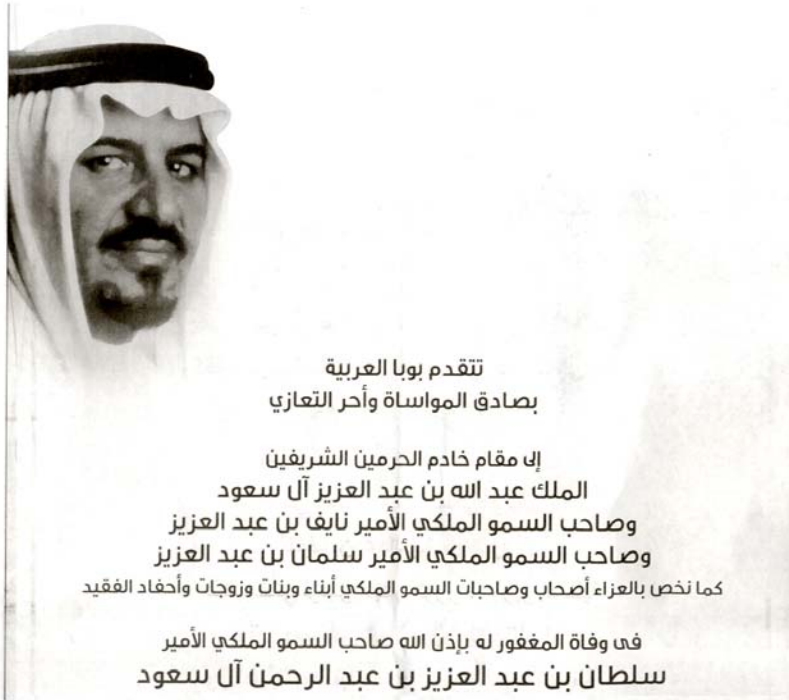 تتقدم بوبا العربية
بصادق المواساة وأحر التعازي
إلى مقام خادم الحرمين الشريفين
الملك عبد الله بن عبد العزيز آل سعود
وصاحب السمو الملكي الأمير نايف بن عبد العزيز
وصاحب السمو الملكي الأمير سلمان بن عبد العزيز
كما نخص بالعزاء أصحاب وصاحبات السمو الملكي أبناء وبنات وزوجات وأحفاد الفقيد
في وفاة المغفور له بإذن الله صاحب السمو الملكي الأمير
سلطان بن عبد العزيز بن عبد الرحمن آل سعود